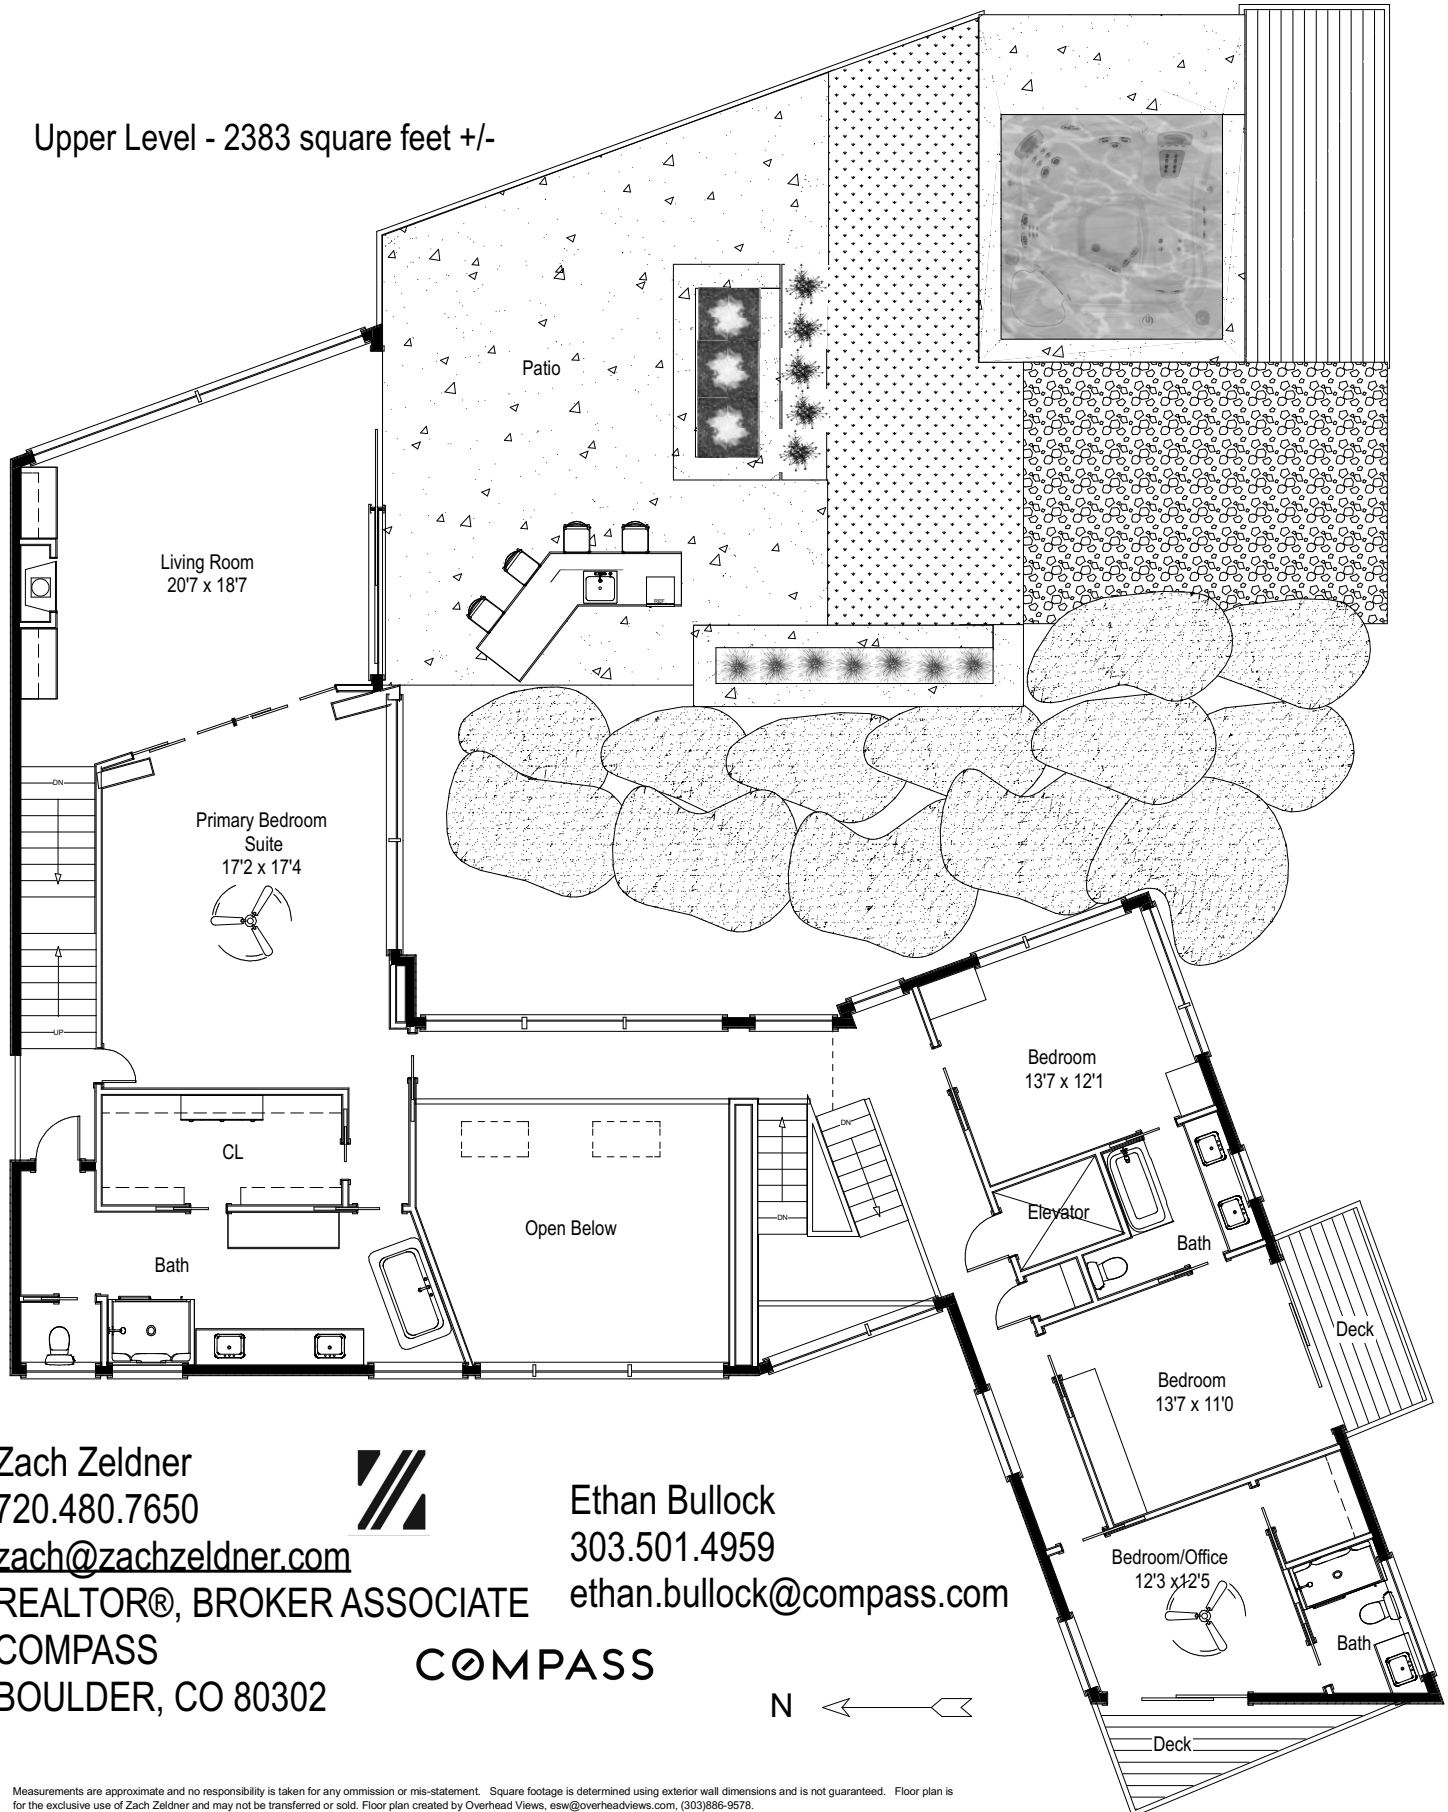 Upper Level - 2383 square feet +/-
Patio
REF
Living Room
20'7 x 18'7
DN
Primary Bedroom
Suite
17'2 x 17'4
UP
CL
Bath
Open Below
DN
DN
Bedroom
13'7 x 12'1
Elevator
Bath
Deck
Bedroom
13'7 x 11'0
Bedroom/Office
12'3 x12'5
Bath
Deck
Zach Zeldner
720.480.7650
zach@zachzeldner.com
REALTOR®, BROKER ASSOCIATE
COMPASS
BOULDER, CO 80302
Ethan Bullock
303.501.4959
ethan.bullock@compass.com
COMPASS
N
Measurements are approximate and no responsibility is taken for any ommission or mis-statement. Square footage is determined using exterior wall dimensions and is not guaranteed. Floor plan is
for the exclusive use of Zach Zeldner and may not be transferred or sold. Floor plan created by Overhead Views, esw@overheadviews.com, (303)886-9578.